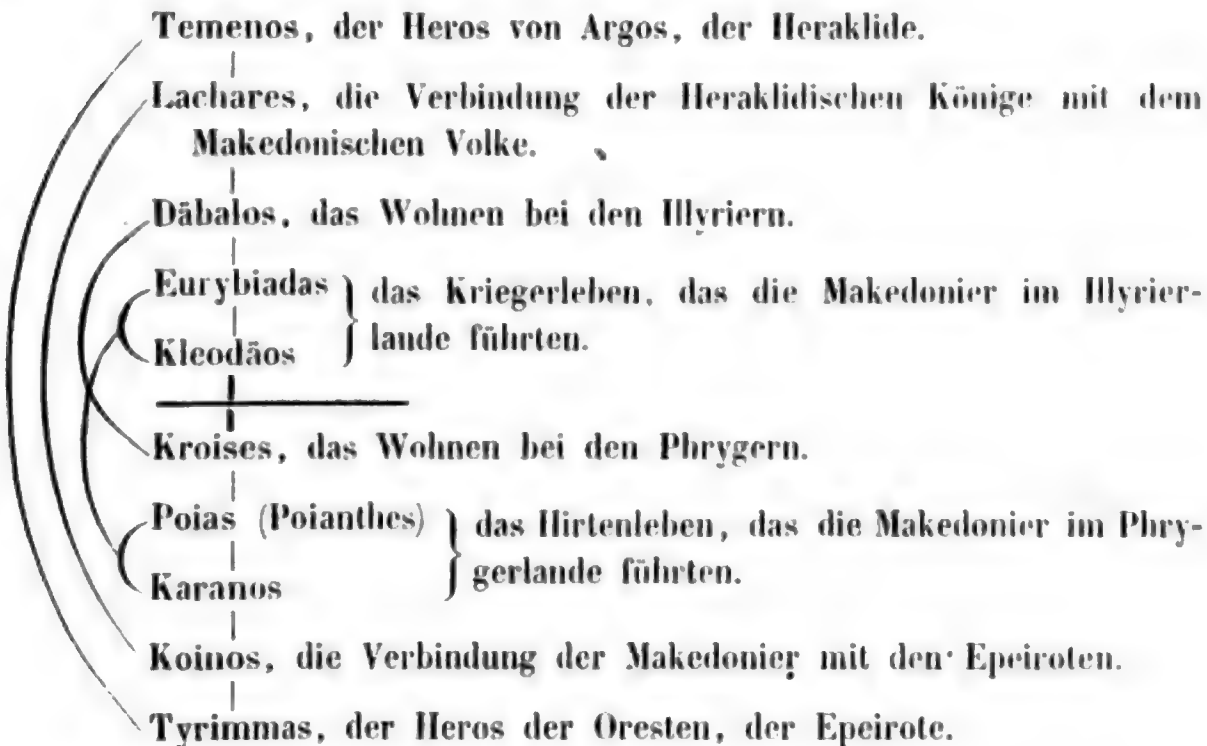 Temenos, der Heros von Argos, der Heraklide.
Lachares, die Verbindung der Heraklidischen Könige mit dem
Makedonischen Volke.
Däbalos, das Wohnen bei den Illyriern.
Eurybiadas } das Kriegerleben, das die Makedonier im Illyrier-
Kleodäos } lande führten.
Kroises, das Wohnen bei den Phrygern.
Poias (Poianthes) } das Hirtenleben, das die Makedonier im Phry-
Karanos } gerlande führten.
Koinos, die Verbindung der Makedonier mit den Epeiroten.
Tyrimmas, der Heros der Oresten, der Epeirote.